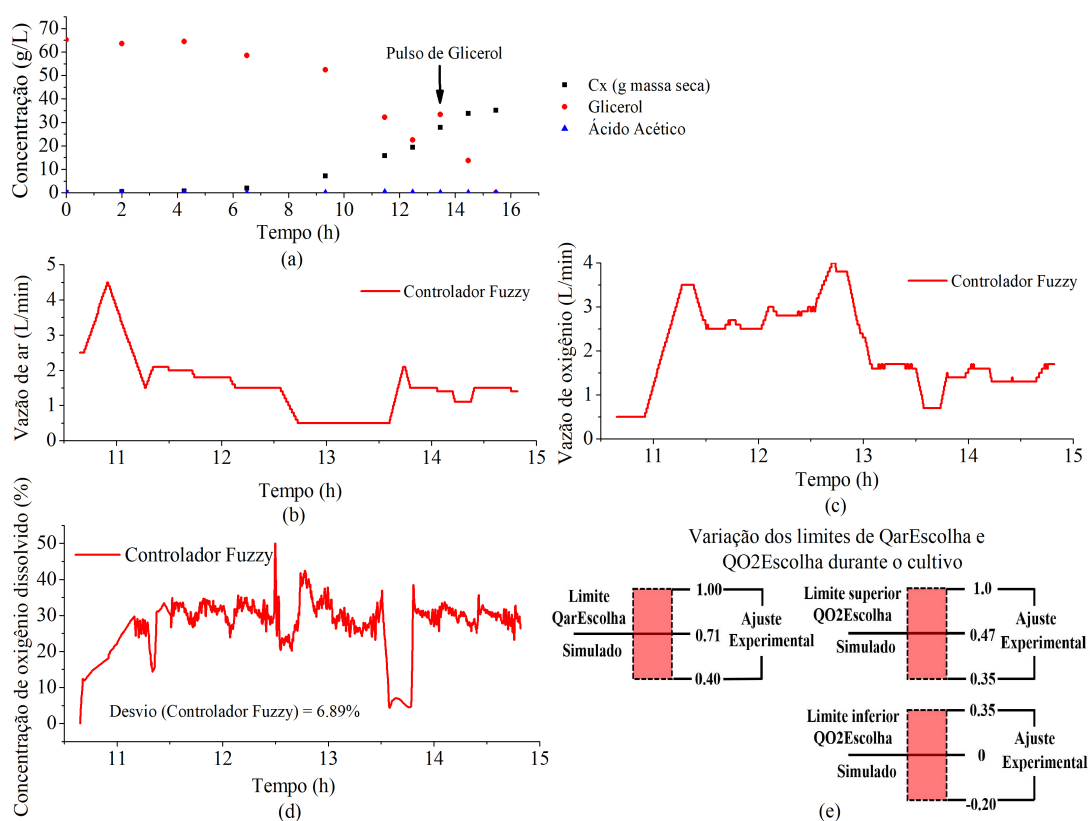 Concentração (g/L)
70
60
50
40
30
20
10
0
0 2 4 6 8 10 12 14 16
Pulso de Glicerol
Tempo (h)
(a)
Cx (g massa seca)
Glicerol
Ácido Acético
Vazão de ar (L/min)
5
4
3
2
1
0
Controlador Fuzzy
11 12 13 14 15
Tempo (h)
(b)
Vazão de oxigênio (L/min)
4
3
2
1
0
Controlador Fuzzy
11 12 13 14 15
Tempo (h)
(c)
Concentração de oxigênio dissolvido (%)
50
40
30
20
10
0
Controlador Fuzzy
Desvio (Controlador Fuzzy) = 6.89%
11 12 13 14 15
Tempo (h)
(d)
Variação dos limites de QarEscolha e
QO2Escolha durante o cultivo
Limite
QarEscolha
Simulado
1.00
0.71
0.40
Ajuste
Experimental
Limite superior
QO2Escolha
Simulado
1.0
0.47
0.35
Ajuste
Experimental
Limite inferior
QO2Escolha
Simulado
0.35
0
-0.20
Ajuste
Experimental
(e)